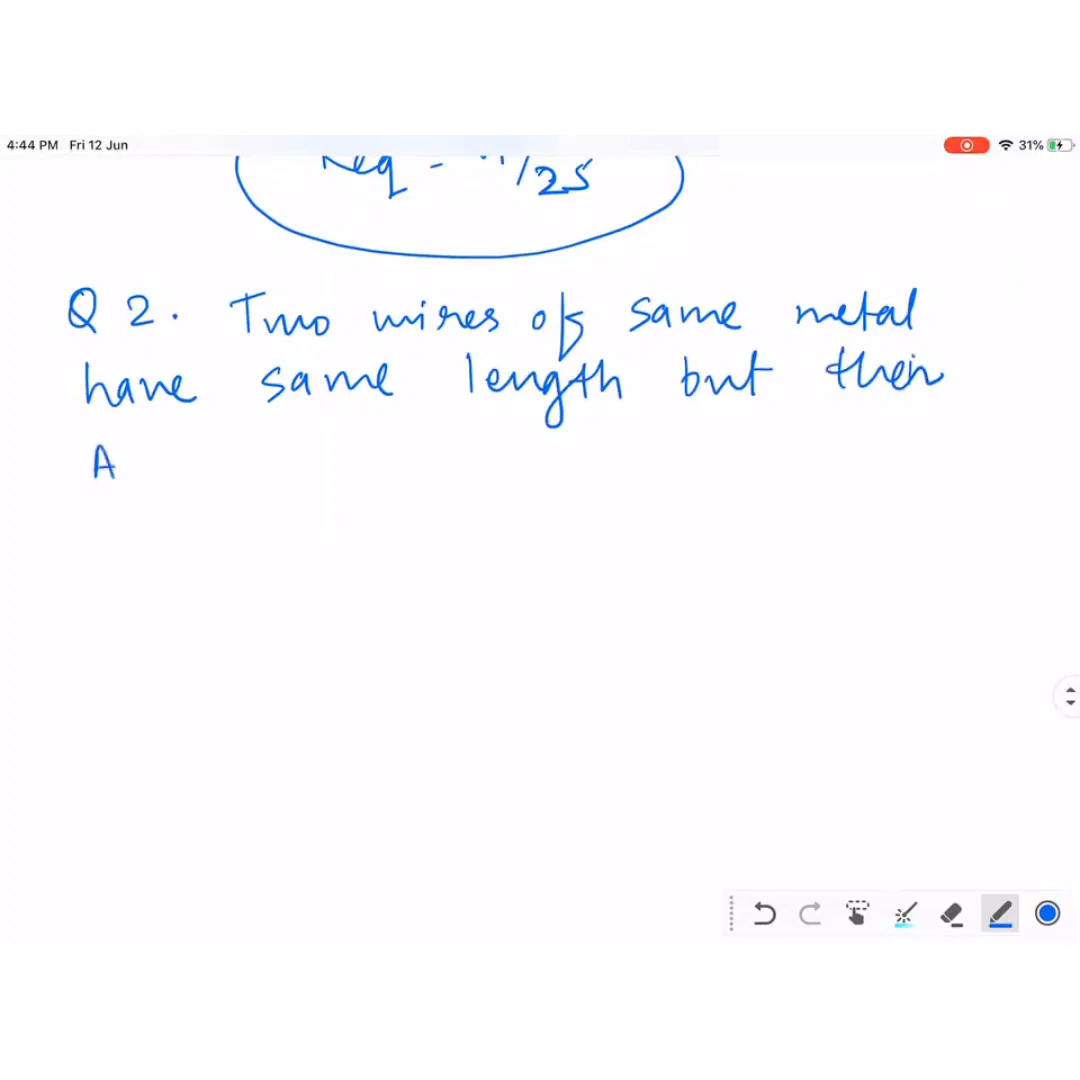 4:44 PM Fri 12 Jun 31%
Req = /25
Q 2. Two wires of same metal
have same length but their
A